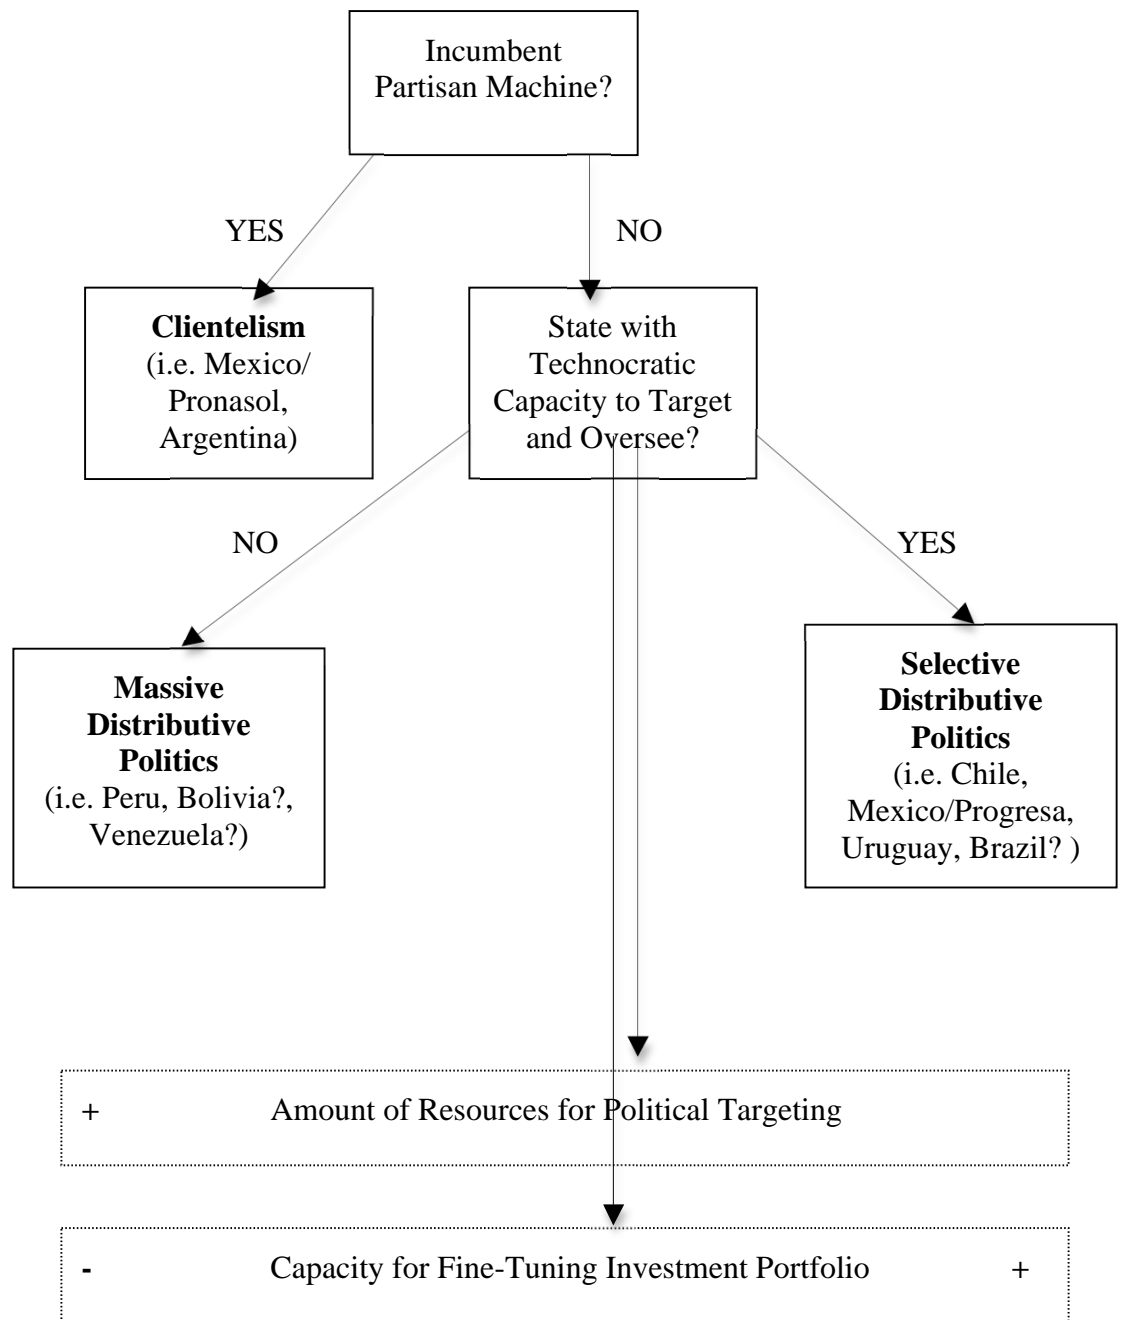 Incumbent
Partisan Machine?
YES
NO
Clientelism
(i.e. Mexico/
Pronasol,
Argentina)
State with
Technocratic
Capacity to Target
and Oversee?
NO
YES
Massive
Distributive
Politics
(i.e. Peru, Bolivia?,
Venezuela?)
Selective
Distributive
Politics
(i.e. Chile,
Mexico/Progresa,
Uruguay, Brazil? )
+ Amount of Resources for Political Targeting
- Capacity for Fine-Tuning Investment Portfolio +